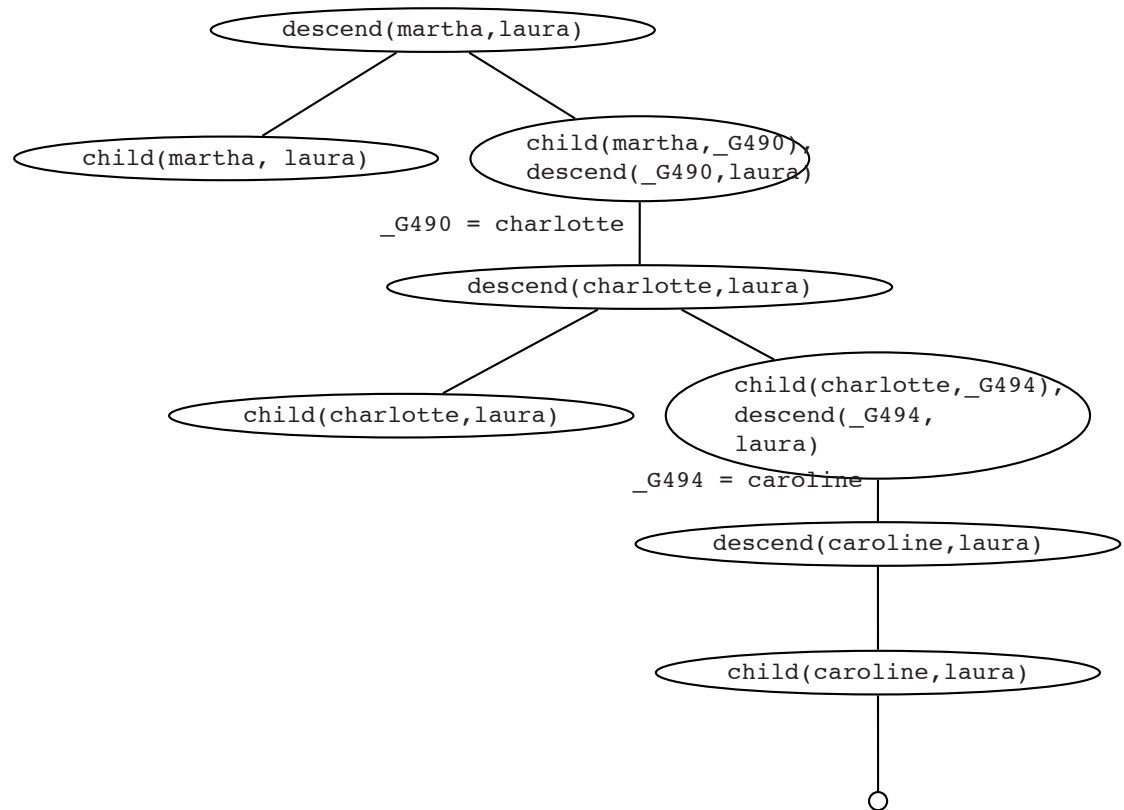 descend(martha,laura)
child(martha, laura)
child(martha,_G490),
descend(_G490,laura)
_G490 = charlotte
descend(charlotte,laura)
child(charlotte,laura)
child(charlotte,_G494),
descend(_G494,
laura)
_G494 = caroline
descend(caroline,laura)
child(caroline,laura)